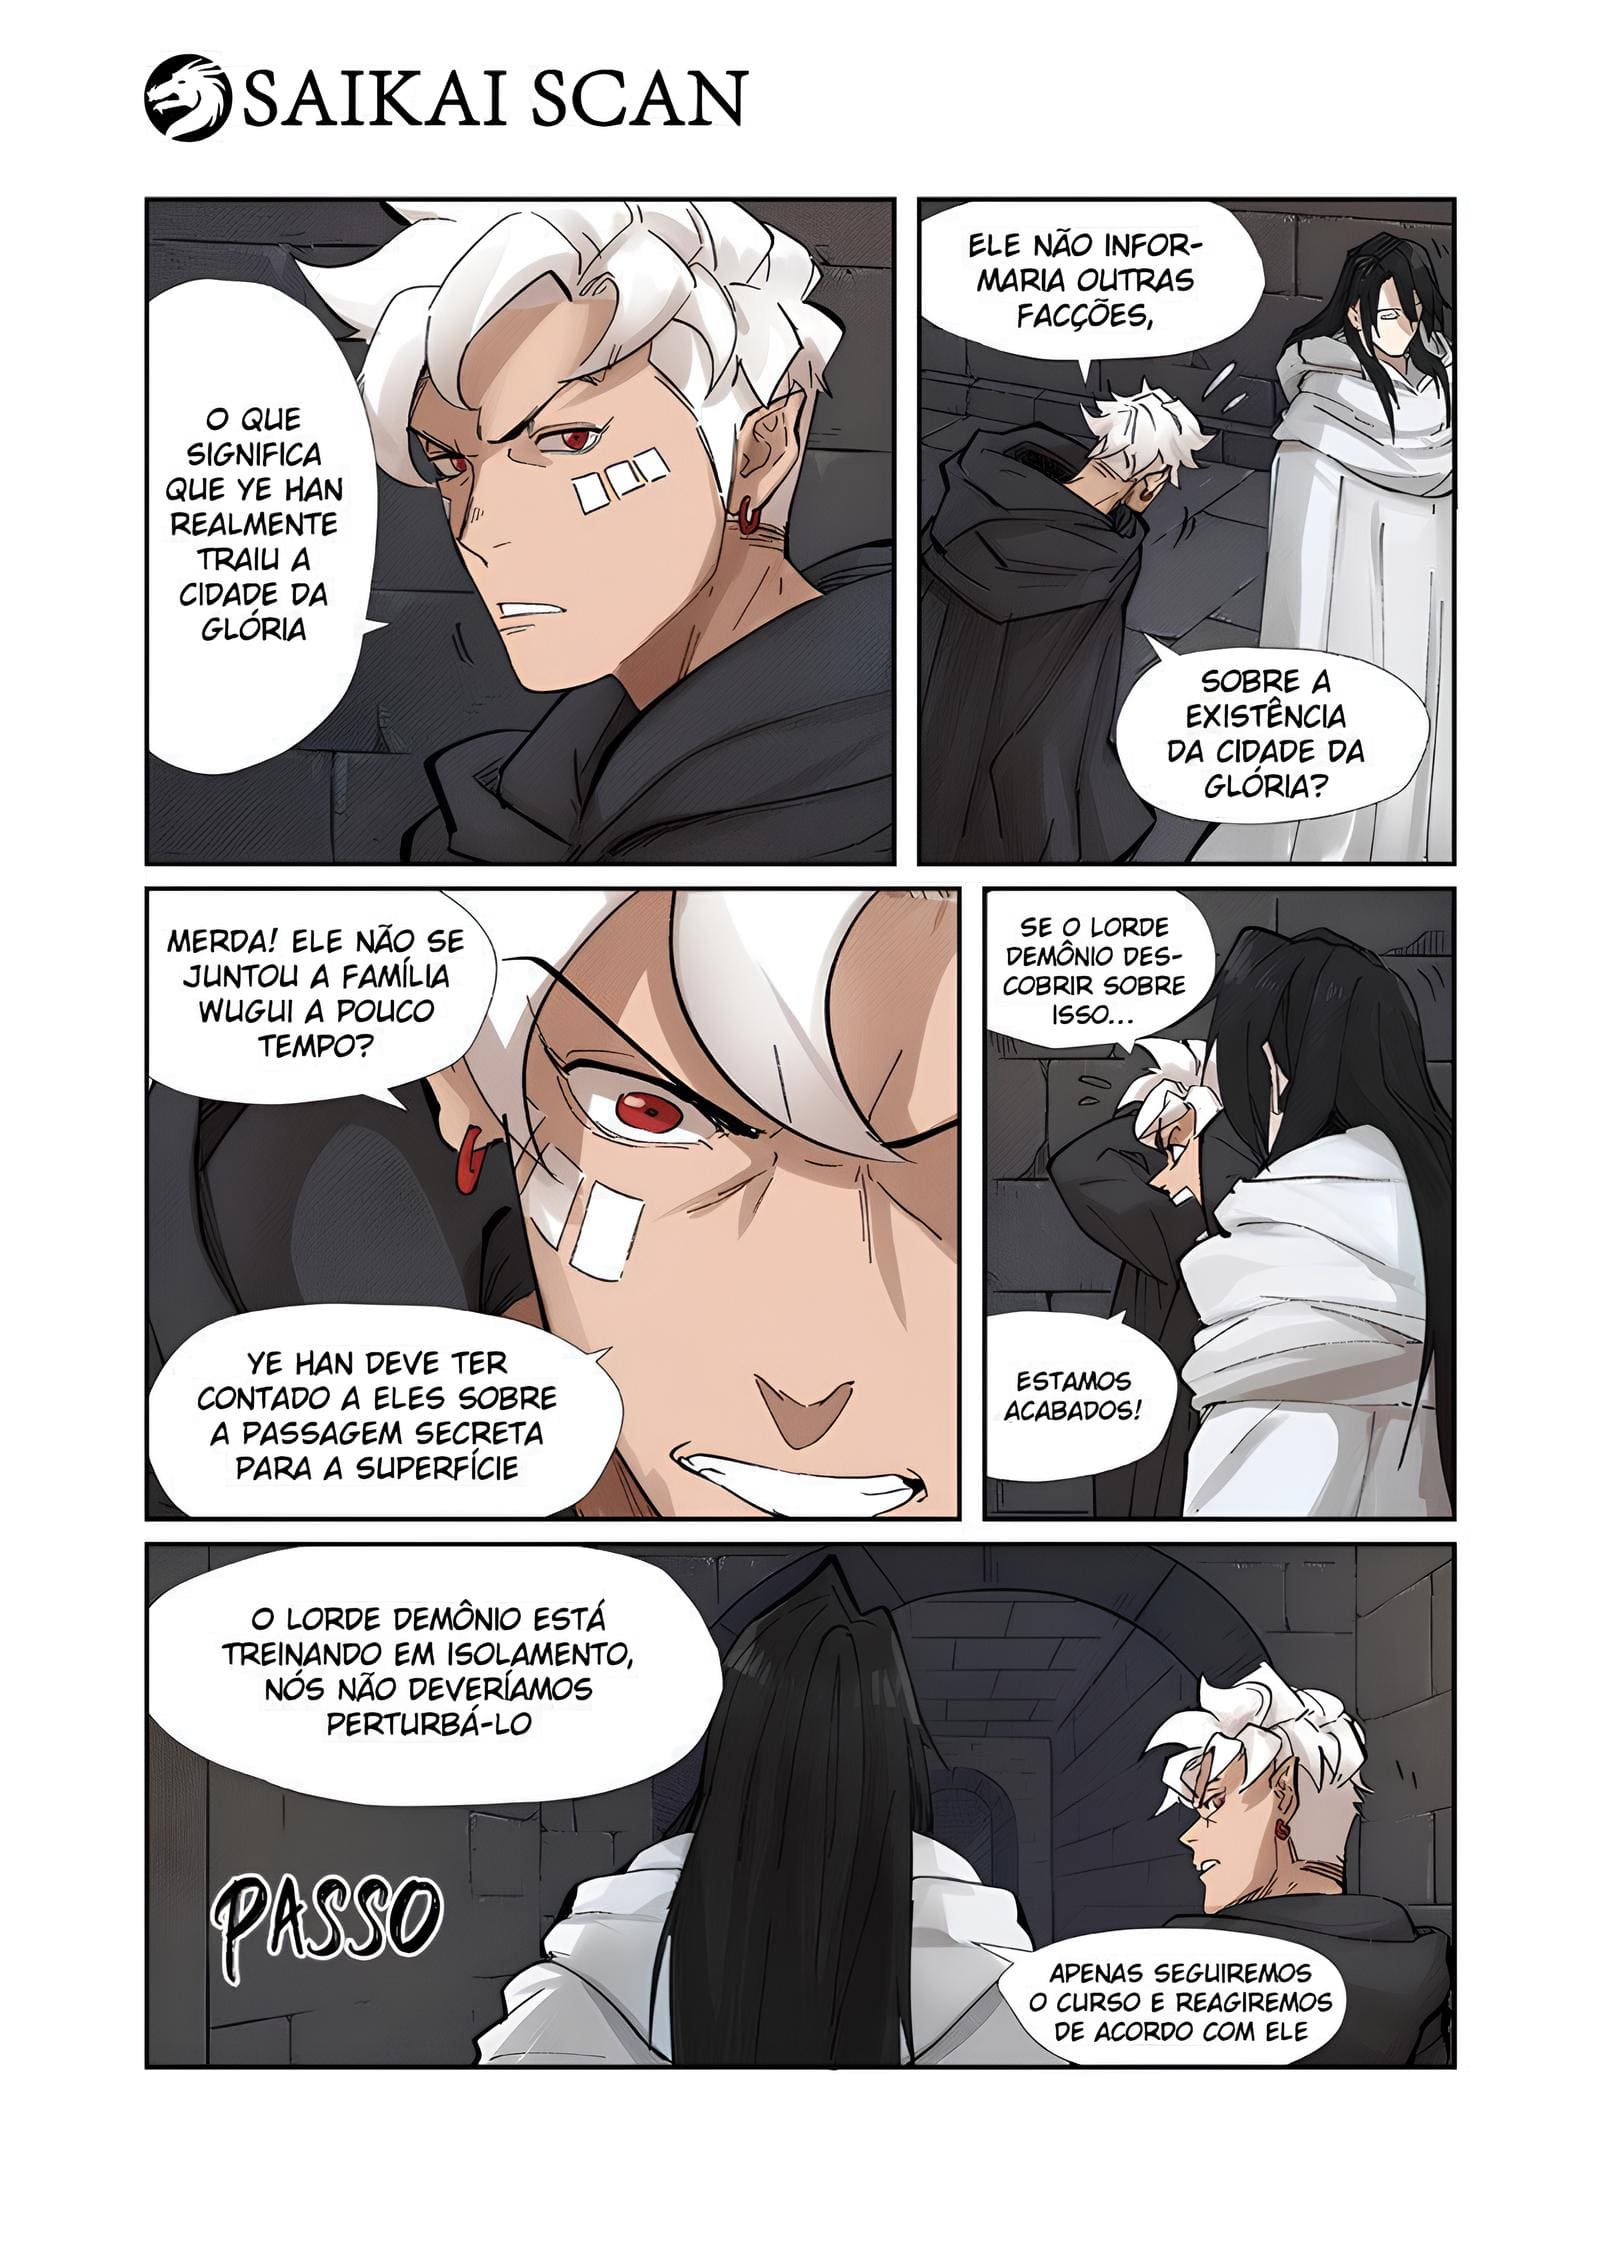 SAIKAI SCAN
O QUE
SIGNIFICA
QUE YE HAN
REALMENTE
TRAIU A
CIDADE DA
GLÓRIA
ELE NÃO INFOR-
MARIA OUTRAS
FACÇÕES,
SOBRE A
EXISTÊNCIA
DA CIDADE DA
GLÓRIA?
MERDA! ELE NÃO SE
JUNTOU A FAMÍLIA
WUGUI A POUCO
TEMPO?
YE HAN DEVE TER
CONTADO A ELES SOBRE
A PASSAGEM SECRETA
PARA A SUPERFÍCIE
SE O LORDE
DEMÔNIO DES-
COBRIR SOBRE
ISSO...
ESTAMOS
ACABADOS!
O LORDE DEMÔNIO ESTÁ
TREINANDO EM ISOLAMENTO,
NÓS NÃO DEVERÍAMOS
PERTURBÁ-LO
PASSO
APENAS SEGUIREMOS
O CURSO E REAGIREMOS
DE ACORDO COM ELE